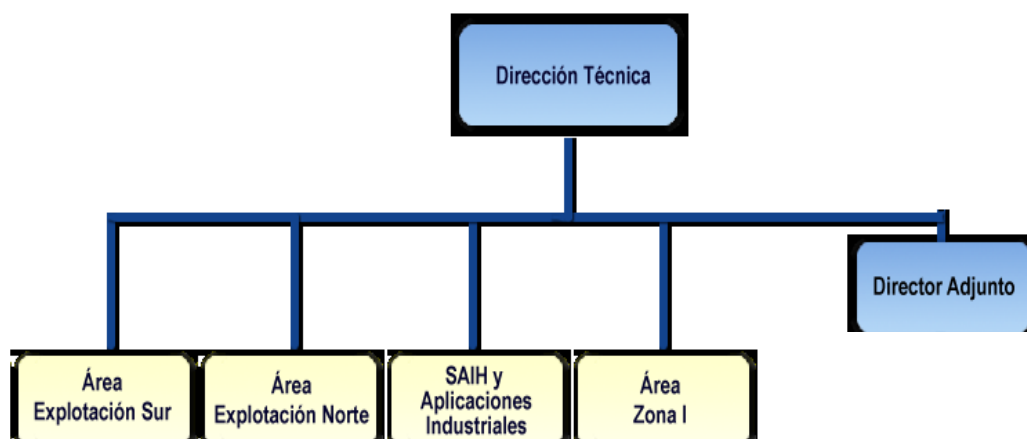 Dirección Técnica
Director Adjunto
Área
Explotación Sur
Área
Explotación Norte
SAIH y
Aplicaciones
Industriales
Área
Zona I